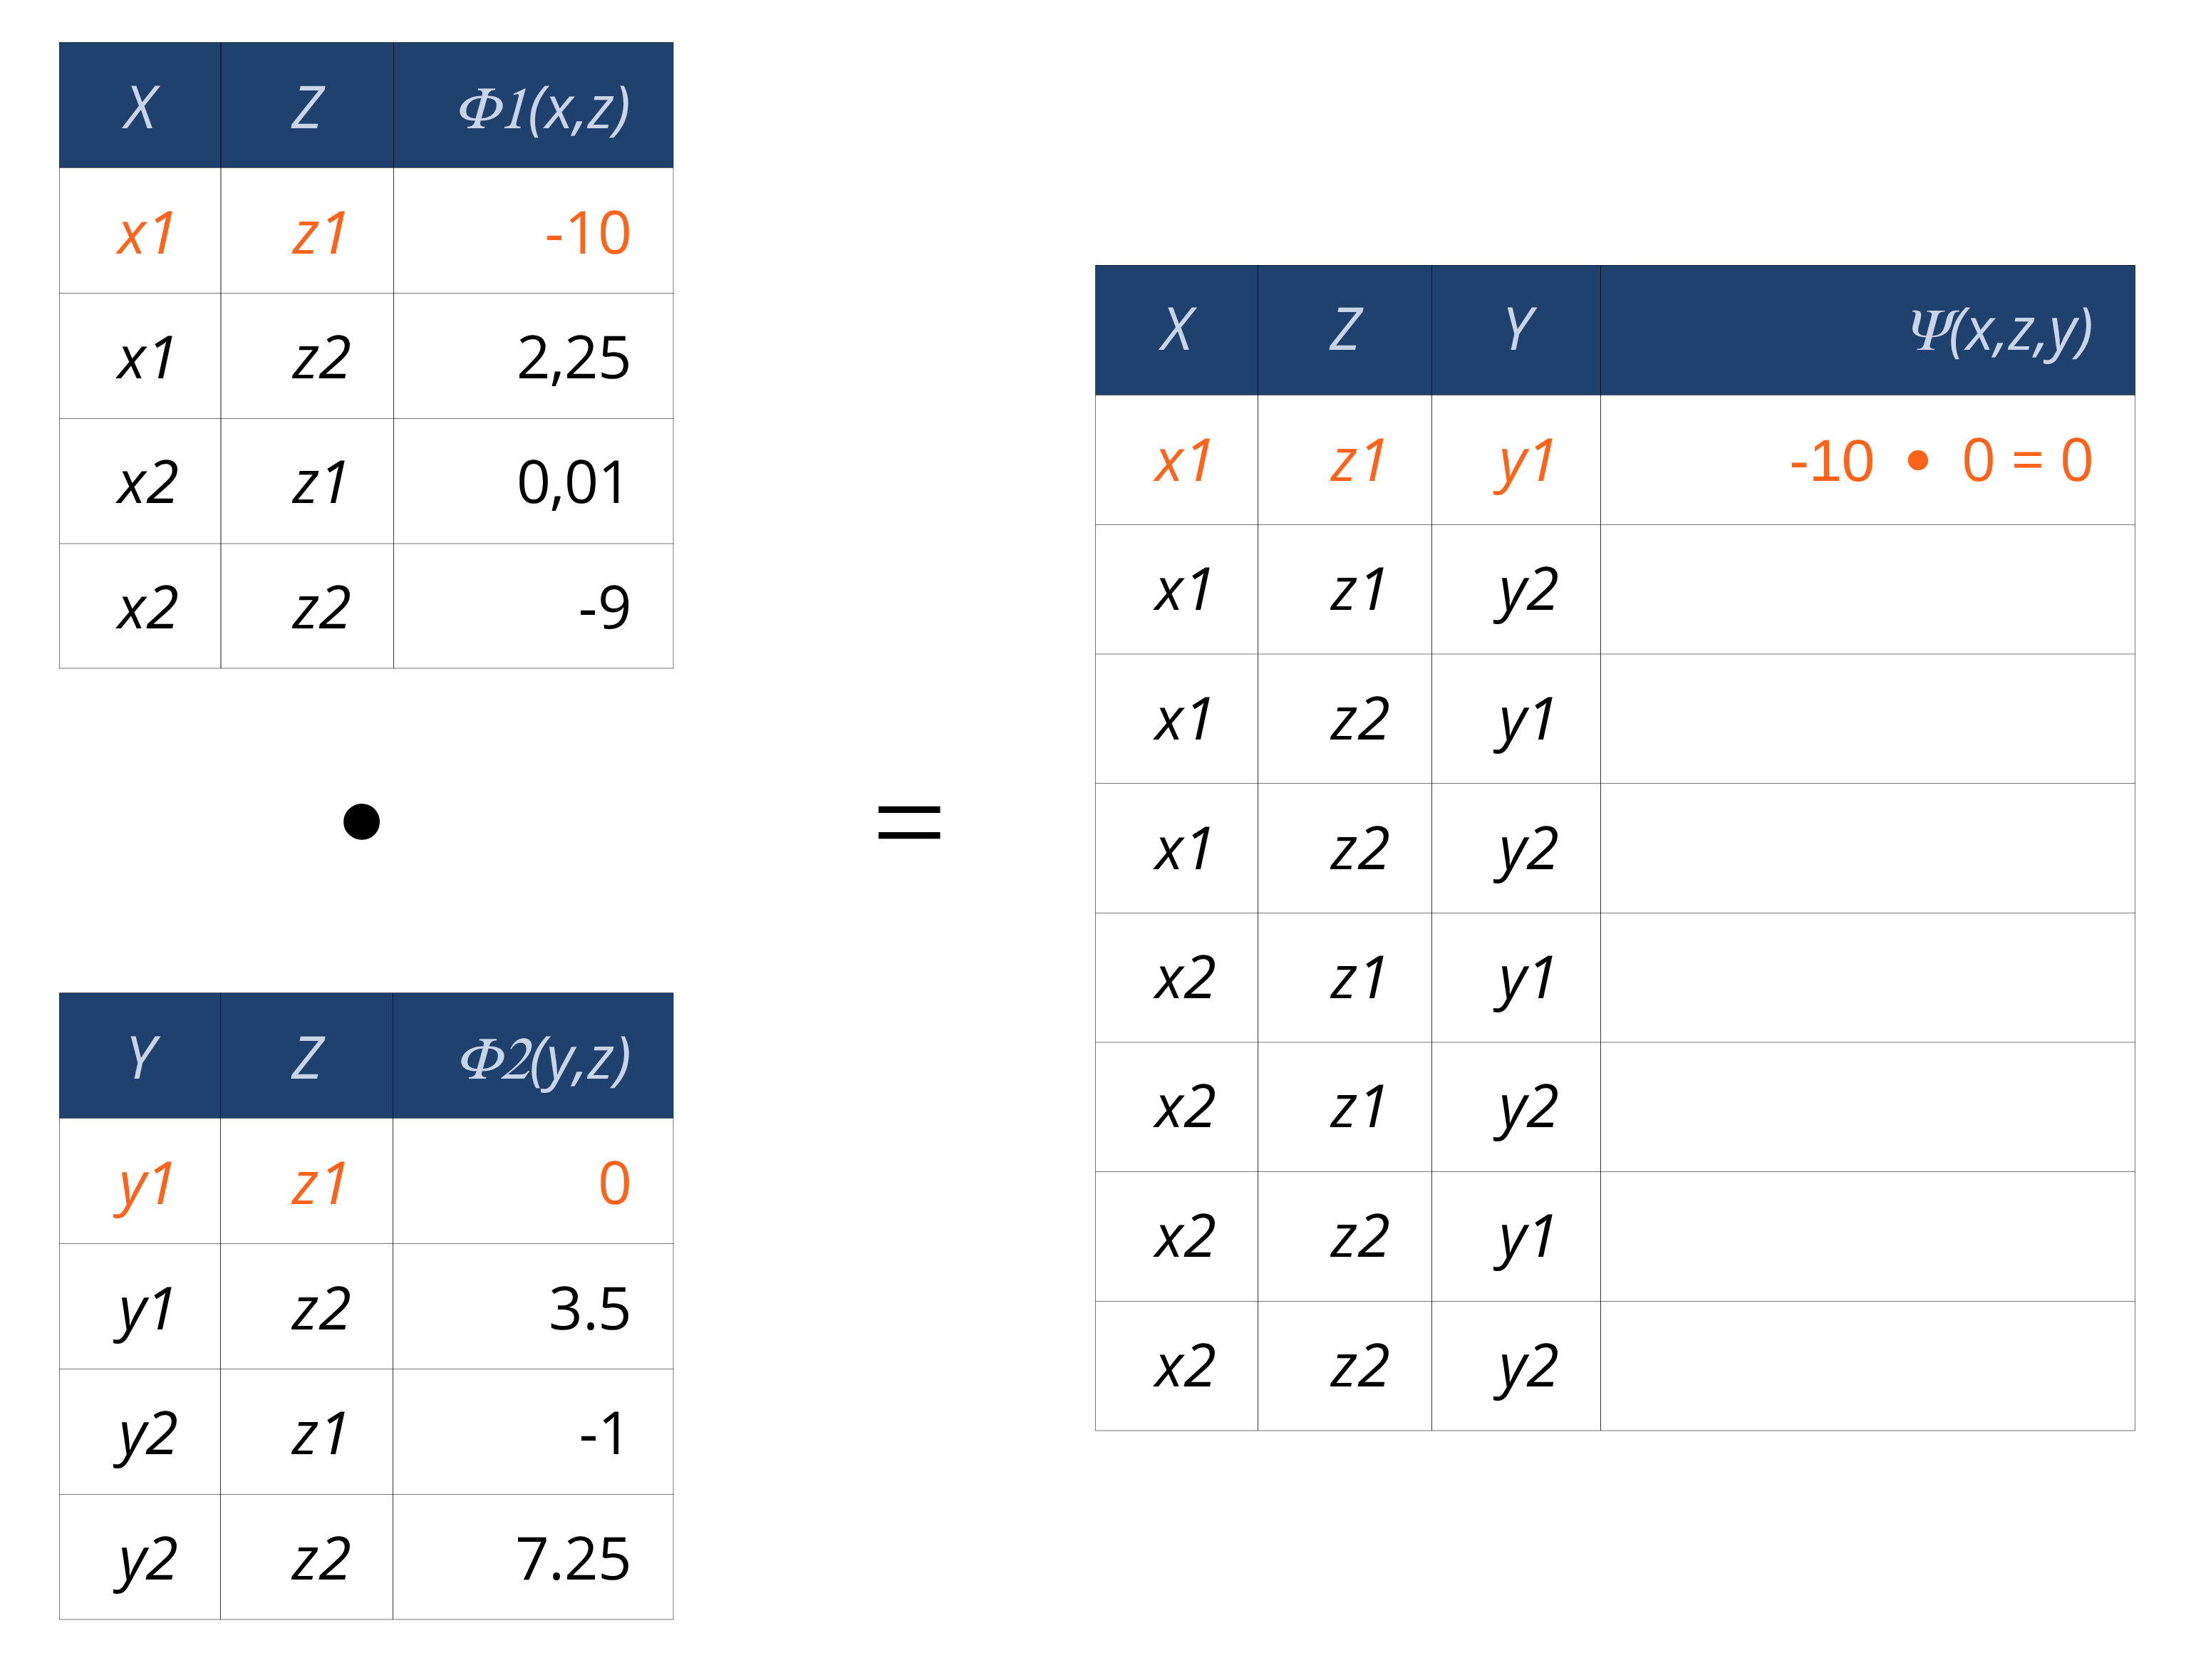 X Z Φ1(x,z)
x1 z1 -10
x1 z2 2,25
x2 z1 0,01
x2 z2 -9
•
Y Z Φ2(y,z)
y1 z1 0
y1 z2 3.5
y2 z1 -1
y2 z2 7.25
=
X Z Y Ψ(x,z,y)
x1 z1 y1 -10 • 0 = 0
x1 z1 y2
x1 z2 y1
x1 z2 y2
x2 z1 y1
x2 z1 y2
x2 z2 y1
x2 z2 y2